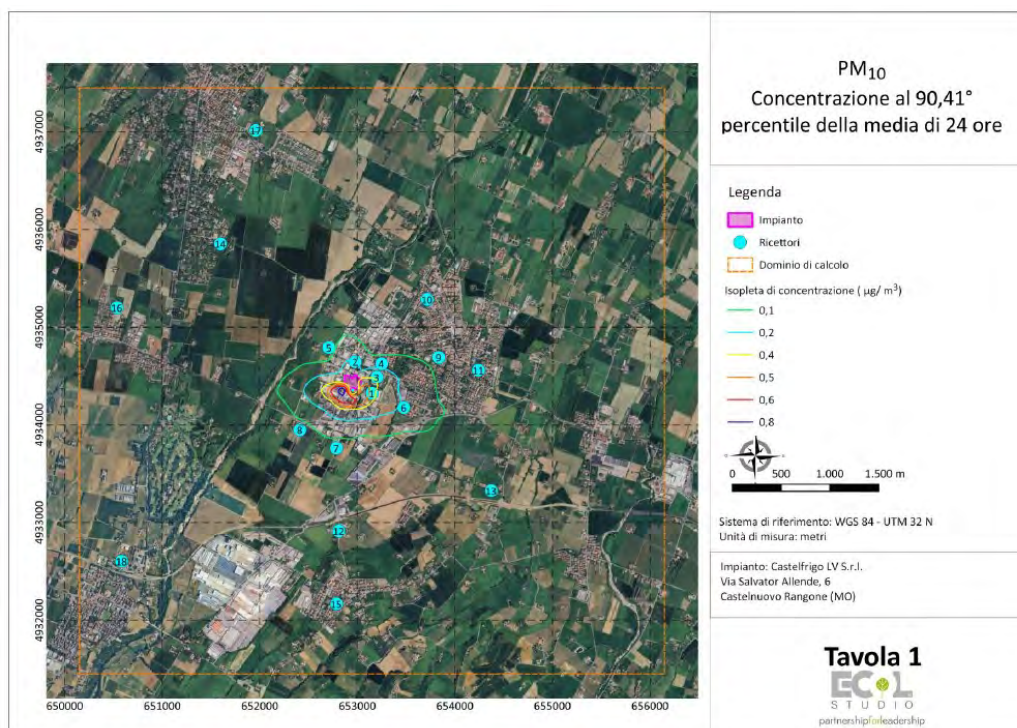 PM10
Concentrazione al 90,41°
percentile della media di 24 ore
Legenda
Impianto
Ricettori
Dominio di calcolo
Isopleta di concentrazione ( µg/ m3)
0,1
0,2
0,4
0,5
0,6
0,8
0 500 1.000 1.500 m
Sistema di riferimento: WGS 84 - UTM 32 N
Unità di misura: metri
Impianto: Castelfrigo LV S.r.l.
Via Salvator Allende, 6
Castelnuovo Rangone (MO)
Tavola 1
ECOL
STUDIO
partnershipforleadership
4937000
4936000
4935000
4934000
4933000
4932000
650000 651000 652000 653000 654000 655000 656000
17
14
16
10
5
2
4
9
11
3
1
6
8
7
13
12
18
15